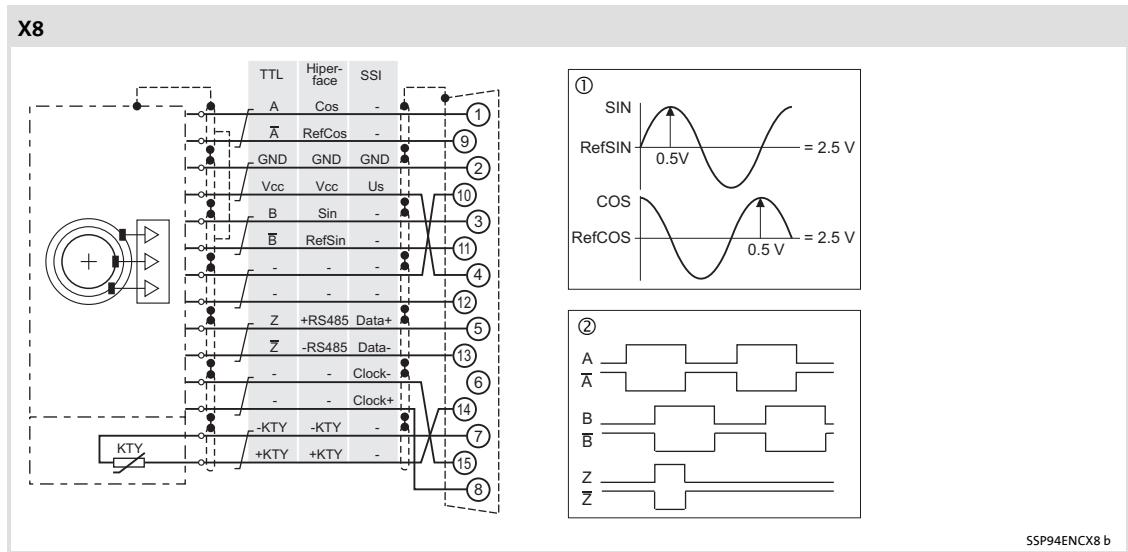 X8
TTL Hiper-face SSI
A Cos - 1
A̅ RefCos - 9
GND GND GND 2
Vcc Vcc Us 10
B Sin - 3
B̅ RefSin - 11
- - - 4
- - - 12
Z +RS485 Data+ 5
Z̅ -RS485 Data- 13
- - Clock- 6
- - Clock+ 14
-KTY -KTY - 7
KTY +KTY +KTY - 15
8
①
SIN
RefSIN 0.5V = 2.5 V
COS
RefCOS 0.5 V = 2.5 V
②
A
A̅
B
B̅
Z
Z̅
SSP94ENCX8 b